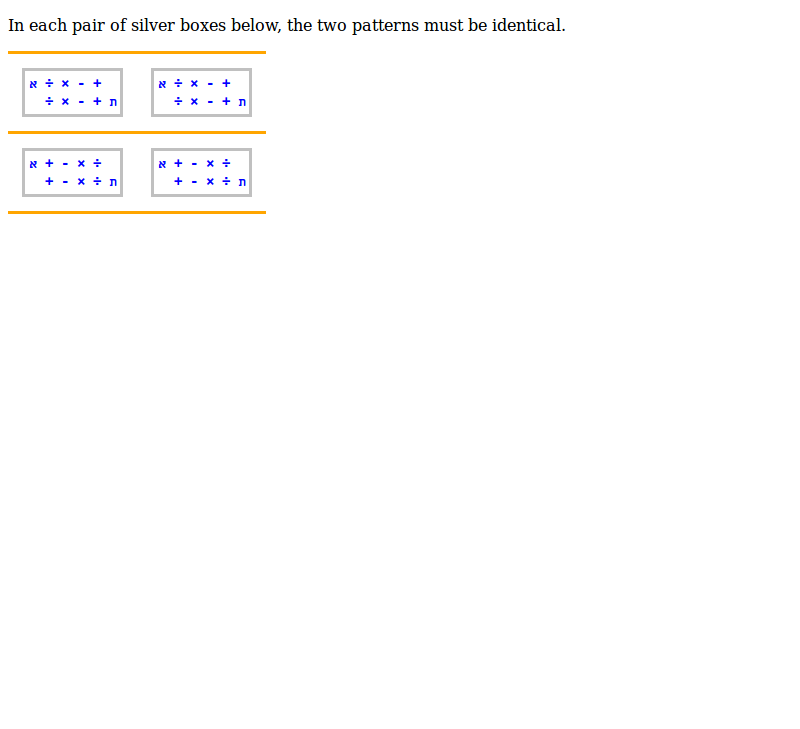 In each pair of silver boxes below, the two patterns must be identical.
א ÷ × - +
÷ × - + ת
א ÷ × - +
÷ × - + ת
א + - × ÷
+ - × ÷ ת
א + - × ÷
+ - × ÷ ת